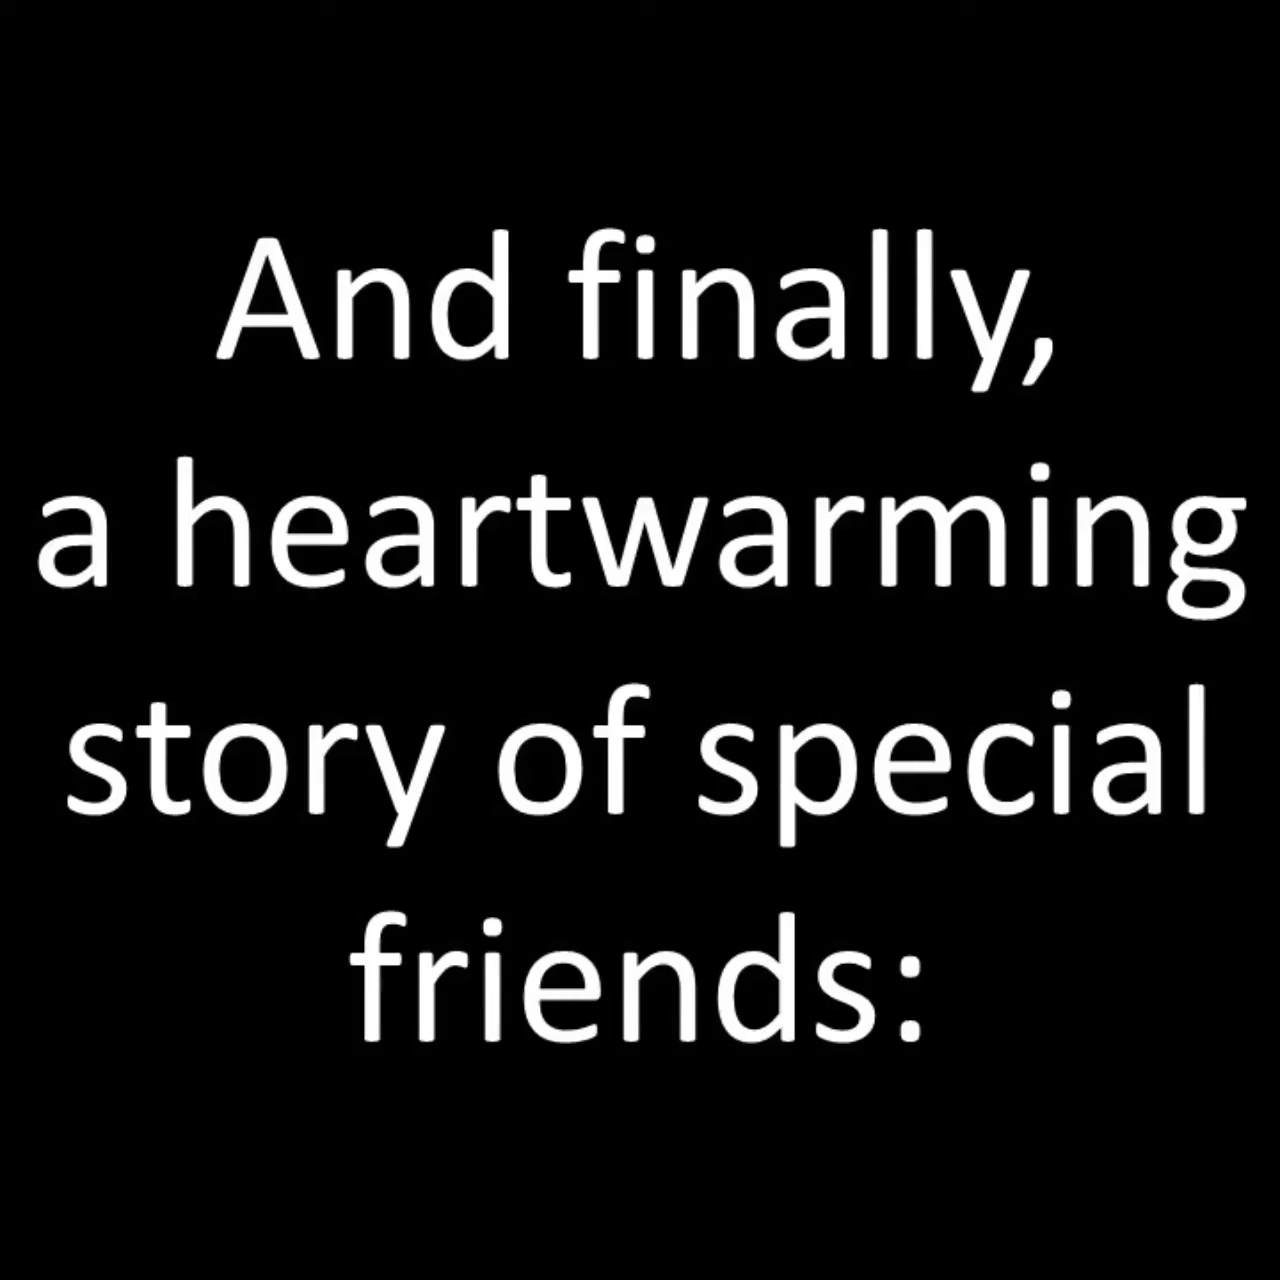 And finally,
a heartwarming
story of special
friends: